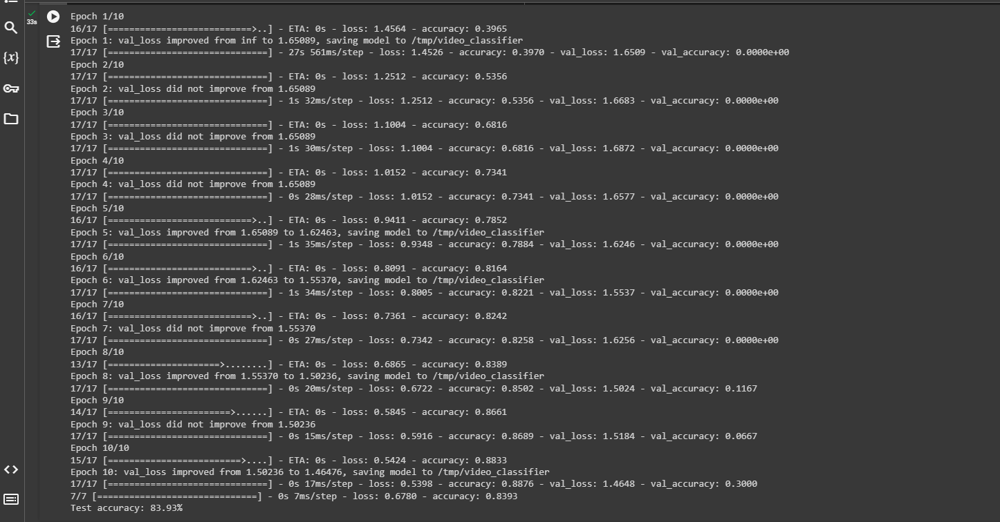 33s
{x}
Epoch 1/10
16/17 [===========================>..] - ETA: 0s - loss: 1.4564 - accuracy: 0.3965
Epoch 1: val_loss improved from inf to 1.65089, saving model to /tmp/video_classifier
17/17 [==============================] - 27s 561ms/step - loss: 1.4526 - accuracy: 0.3970 - val_loss: 1.6509 - val_accuracy: 0.0000e+00
Epoch 2/10
17/17 [==============================] - ETA: 0s - loss: 1.2512 - accuracy: 0.5356
Epoch 2: val_loss did not improve from 1.65089
17/17 [==============================] - 1s 32ms/step - loss: 1.2512 - accuracy: 0.5356 - val_loss: 1.6683 - val_accuracy: 0.0000e+00
Epoch 3/10
17/17 [==============================] - ETA: 0s - loss: 1.1004 - accuracy: 0.6816
Epoch 3: val_loss did not improve from 1.65089
17/17 [==============================] - 1s 30ms/step - loss: 1.1004 - accuracy: 0.6816 - val_loss: 1.6872 - val_accuracy: 0.0000e+00
Epoch 4/10
17/17 [==============================] - ETA: 0s - loss: 1.0152 - accuracy: 0.7341
Epoch 4: val_loss did not improve from 1.65089
17/17 [==============================] - 0s 28ms/step - loss: 1.0152 - accuracy: 0.7341 - val_loss: 1.6577 - val_accuracy: 0.0000e+00
Epoch 5/10
16/17 [===========================>..] - ETA: 0s - loss: 0.9411 - accuracy: 0.7852
Epoch 5: val_loss improved from 1.65089 to 1.62463, saving model to /tmp/video_classifier
17/17 [==============================] - 1s 35ms/step - loss: 0.9348 - accuracy: 0.7884 - val_loss: 1.6246 - val_accuracy: 0.0000e+00
Epoch 6/10
16/17 [===========================>..] - ETA: 0s - loss: 0.8091 - accuracy: 0.8164
Epoch 6: val_loss improved from 1.62463 to 1.55370, saving model to /tmp/video_classifier
17/17 [==============================] - 1s 34ms/step - loss: 0.8005 - accuracy: 0.8221 - val_loss: 1.5537 - val_accuracy: 0.0000e+00
Epoch 7/10
16/17 [===========================>..] - ETA: 0s - loss: 0.7361 - accuracy: 0.8242
Epoch 7: val_loss did not improve from 1.55370
17/17 [==============================] - 0s 27ms/step - loss: 0.7342 - accuracy: 0.8258 - val_loss: 1.6256 - val_accuracy: 0.0000e+00
Epoch 8/10
13/17 [=====================>........] - ETA: 0s - loss: 0.6865 - accuracy: 0.8389
Epoch 8: val_loss improved from 1.55370 to 1.50236, saving model to /tmp/video_classifier
17/17 [==============================] - 0s 20ms/step - loss: 0.6722 - accuracy: 0.8502 - val_loss: 1.5024 - val_accuracy: 0.1167
Epoch 9/10
14/17 [=======================>......] - ETA: 0s - loss: 0.5845 - accuracy: 0.8661
Epoch 9: val_loss did not improve from 1.50236
17/17 [==============================] - 0s 15ms/step - loss: 0.5916 - accuracy: 0.8689 - val_loss: 1.5184 - val_accuracy: 0.0667
Epoch 10/10
15/17 [=========================>....] - ETA: 0s - loss: 0.5424 - accuracy: 0.8833
Epoch 10: val_loss improved from 1.50236 to 1.46476, saving model to /tmp/video_classifier
17/17 [==============================] - 0s 17ms/step - loss: 0.5398 - accuracy: 0.8876 - val_loss: 1.4648 - val_accuracy: 0.3000
7/7 [==============================] - 0s 7ms/step - loss: 0.6780 - accuracy: 0.8393
Test accuracy: 83.93%